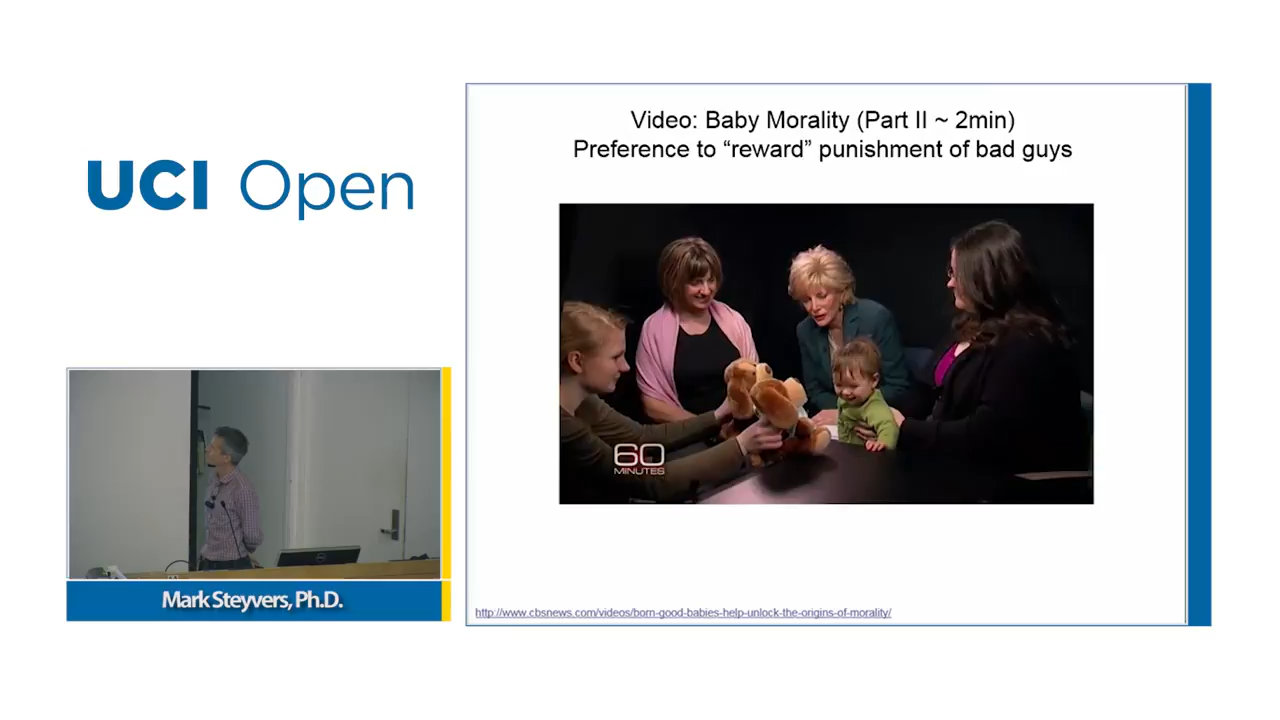 UCI Open
Video: Baby Morality (Part II ~ 2min)
Preference to “reward” punishment of bad guys
60
MINUTES
Mark Steyvers, Ph.D.
http://www.cbsnews.com/videos/born-good-babies-help-unlock-the-origins-of-morality/